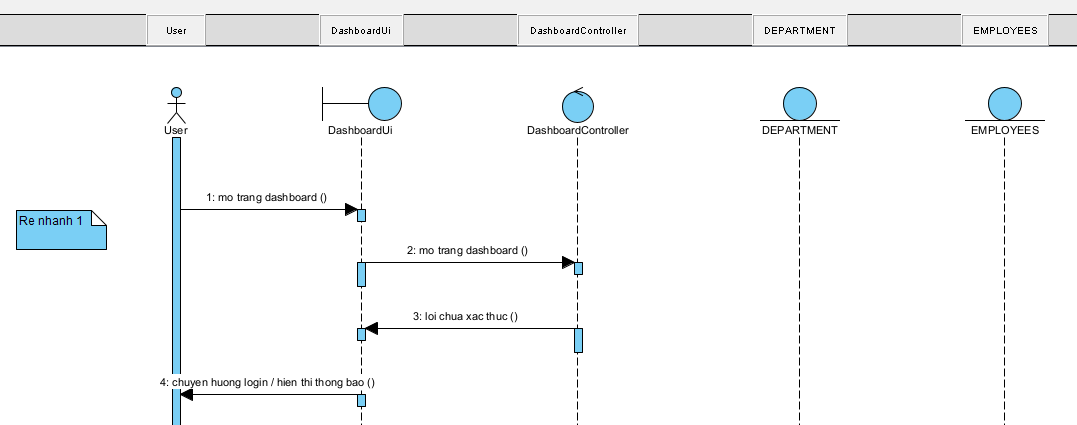 User
DashboardUi
DashboardController
DEPARTMENT
EMPLOYEES
User
DashboardUi
DashboardController
DEPARTMENT
EMPLOYEES
1: mo trang dashboard ()
Re nhanh 1
2: mo trang dashboard ()
3: loi chua xac thuc ()
4: chuyen huong login / hien thi thong bao ()